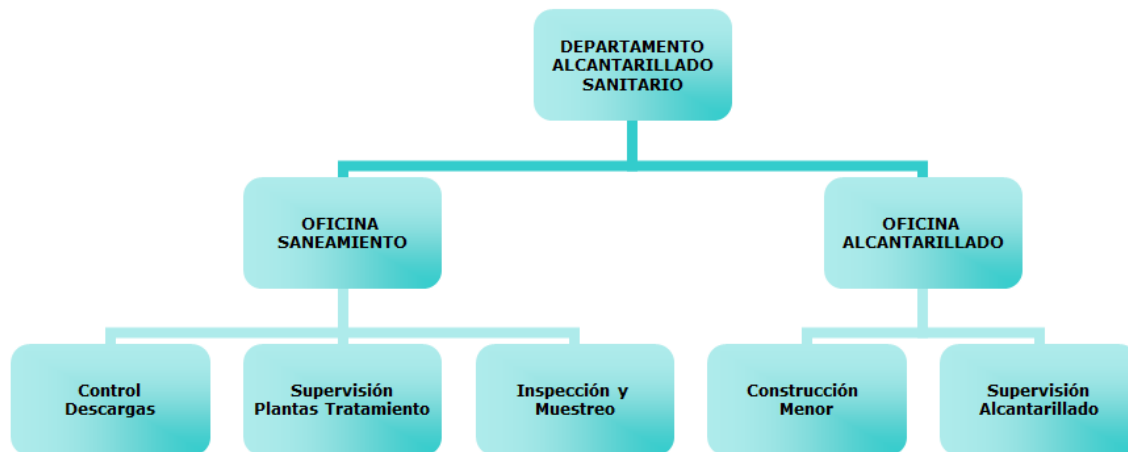 DEPARTAMENTO
ALCANTARILLADO
SANITARIO
OFICINA
SANEAMIENTO
OFICINA
ALCANTARILLADO
Control
Descargas
Supervisión
Plantas Tratamiento
Inspección y
Muestreo
Construcción
Menor
Supervisión
Alcantarillado